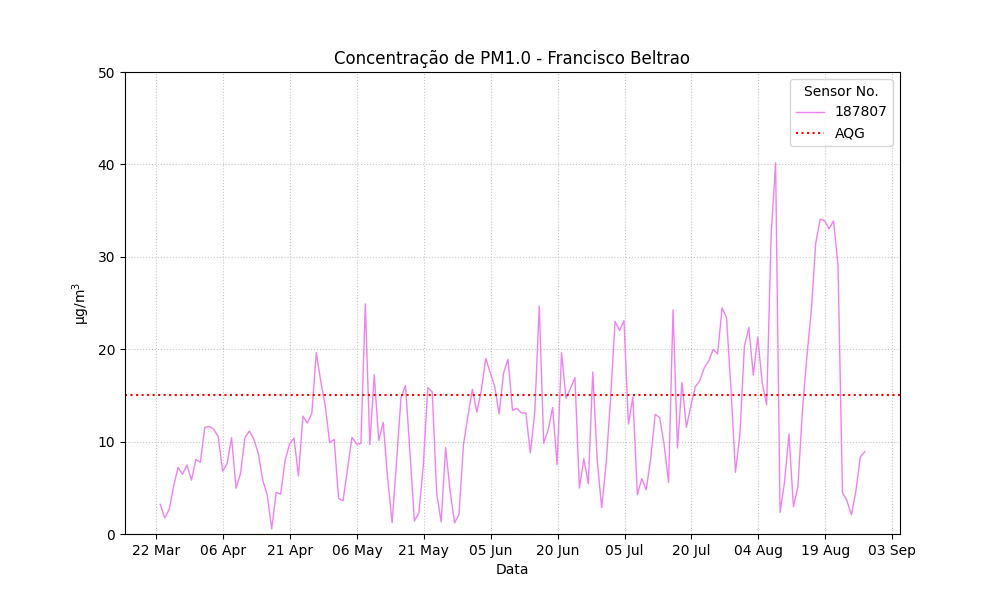 Concentração de PM1.0 - Francisco Beltrao
Sensor No.
187807
AQG
50
40
30
20
10
0
µg/m³
22 Mar 06 Apr 21 Apr 06 May 21 May 05 Jun 20 Jun 05 Jul 20 Jul 04 Aug 19 Aug 03 Sep
Data